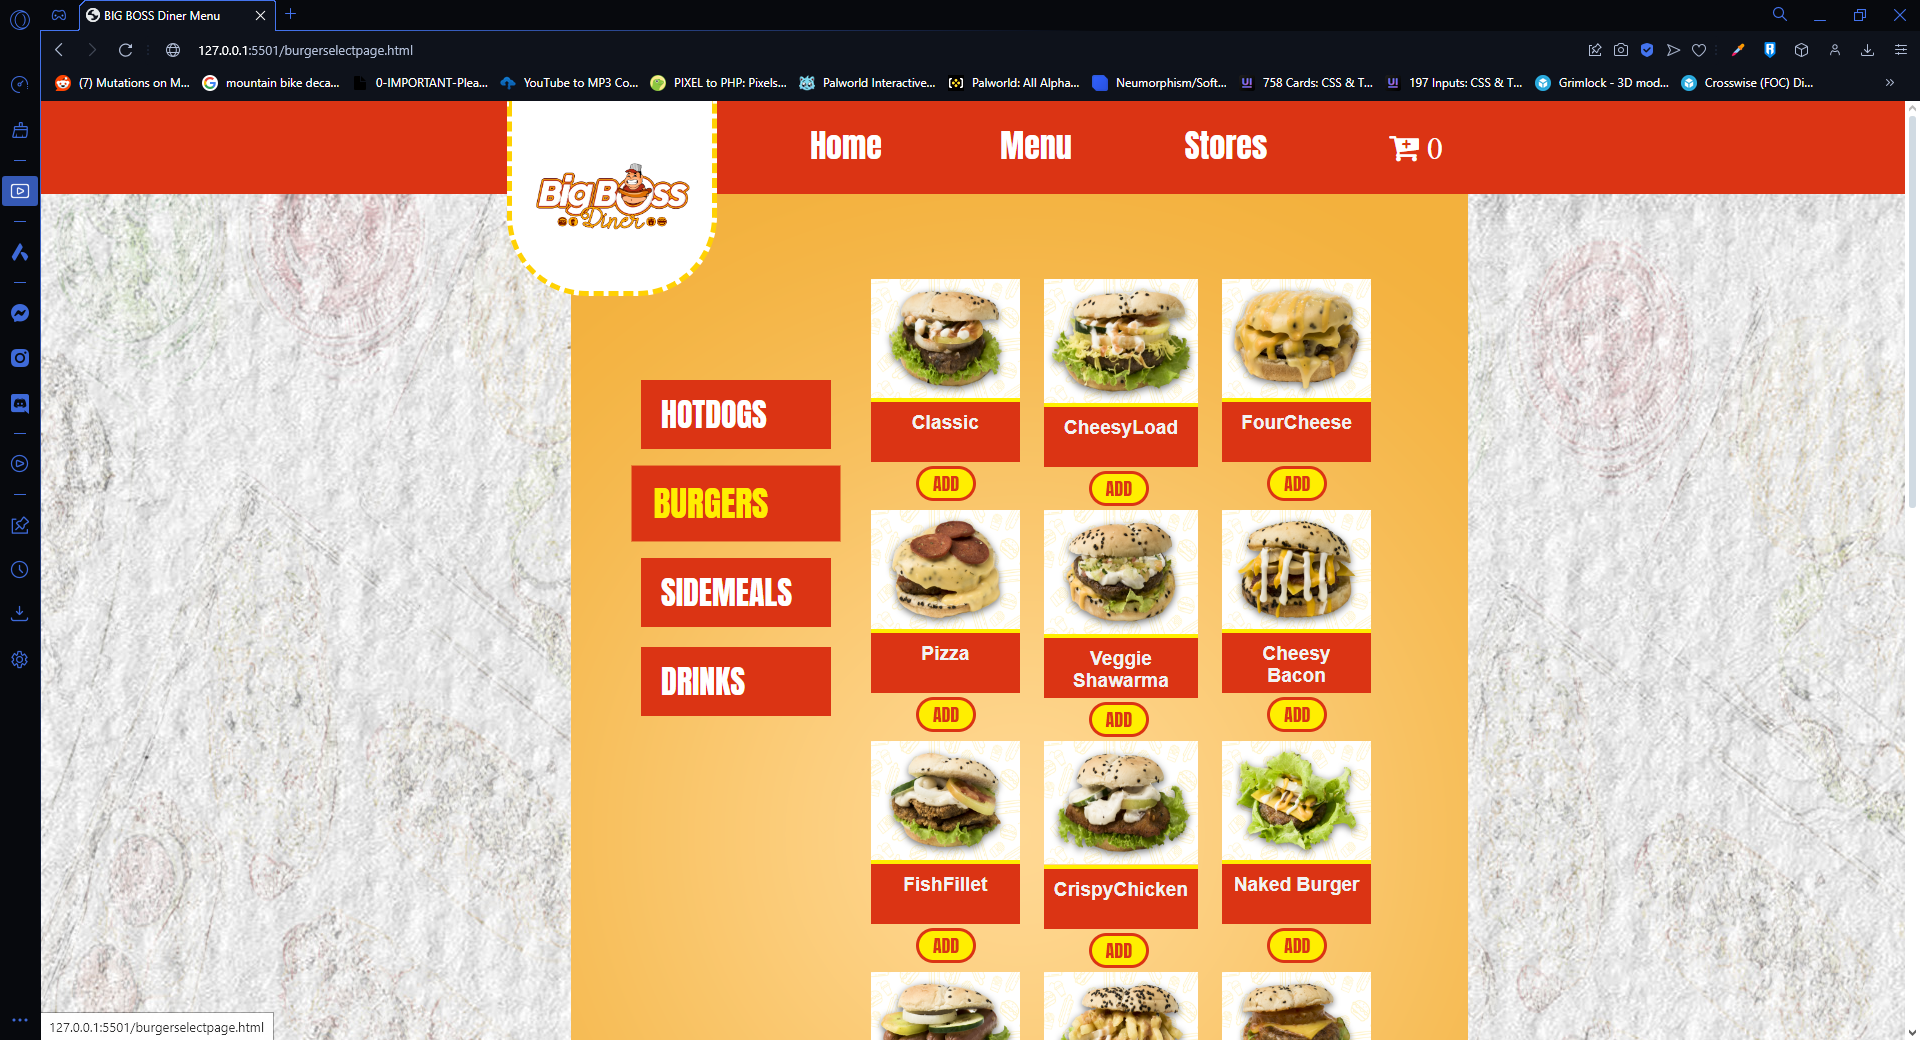 BIG BOSS Diner Menu
127.0.0.1:5501/burgerselectpage.html
(7) Mutations on M...
mountain bike deca...
0-IMPORTANT-Plea...
YouTube to MP3 Co...
PIXEL to PHP: Pixels...
Palworld Interactive...
Palworld: All Alpha...
Neumorphism/Soft...
758 Cards: CSS & T...
197 Inputs: CSS & T...
Grimlock - 3D mod...
Crosswise (FOC) Di...
Home
Menu
Stores
0
BigBoss
Diner
HOTDOGS
BURGERS
SIDEMEALS
DRINKS
Classic
CheesyLoad
FourCheese
ADD
ADD
ADD
Pizza
Veggie
Shawarma
Cheesy
Bacon
ADD
ADD
ADD
FishFillet
CrispyChicken
Naked Burger
ADD
ADD
ADD
127.0.0.1:5501/burgerselectpage.html